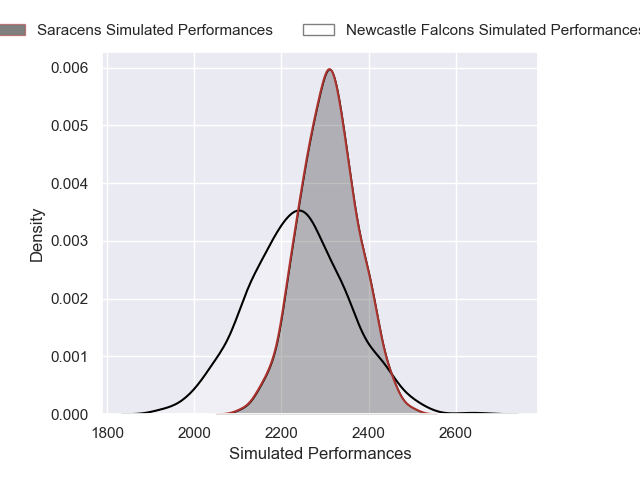 Saracens Simulated Performances Newcastle Falcons Simulated Performances
0.006
0.005
0.004
0.003
0.002
0.001
0.000
Density
1800 2000 2200 2400 2600
Simulated Performances